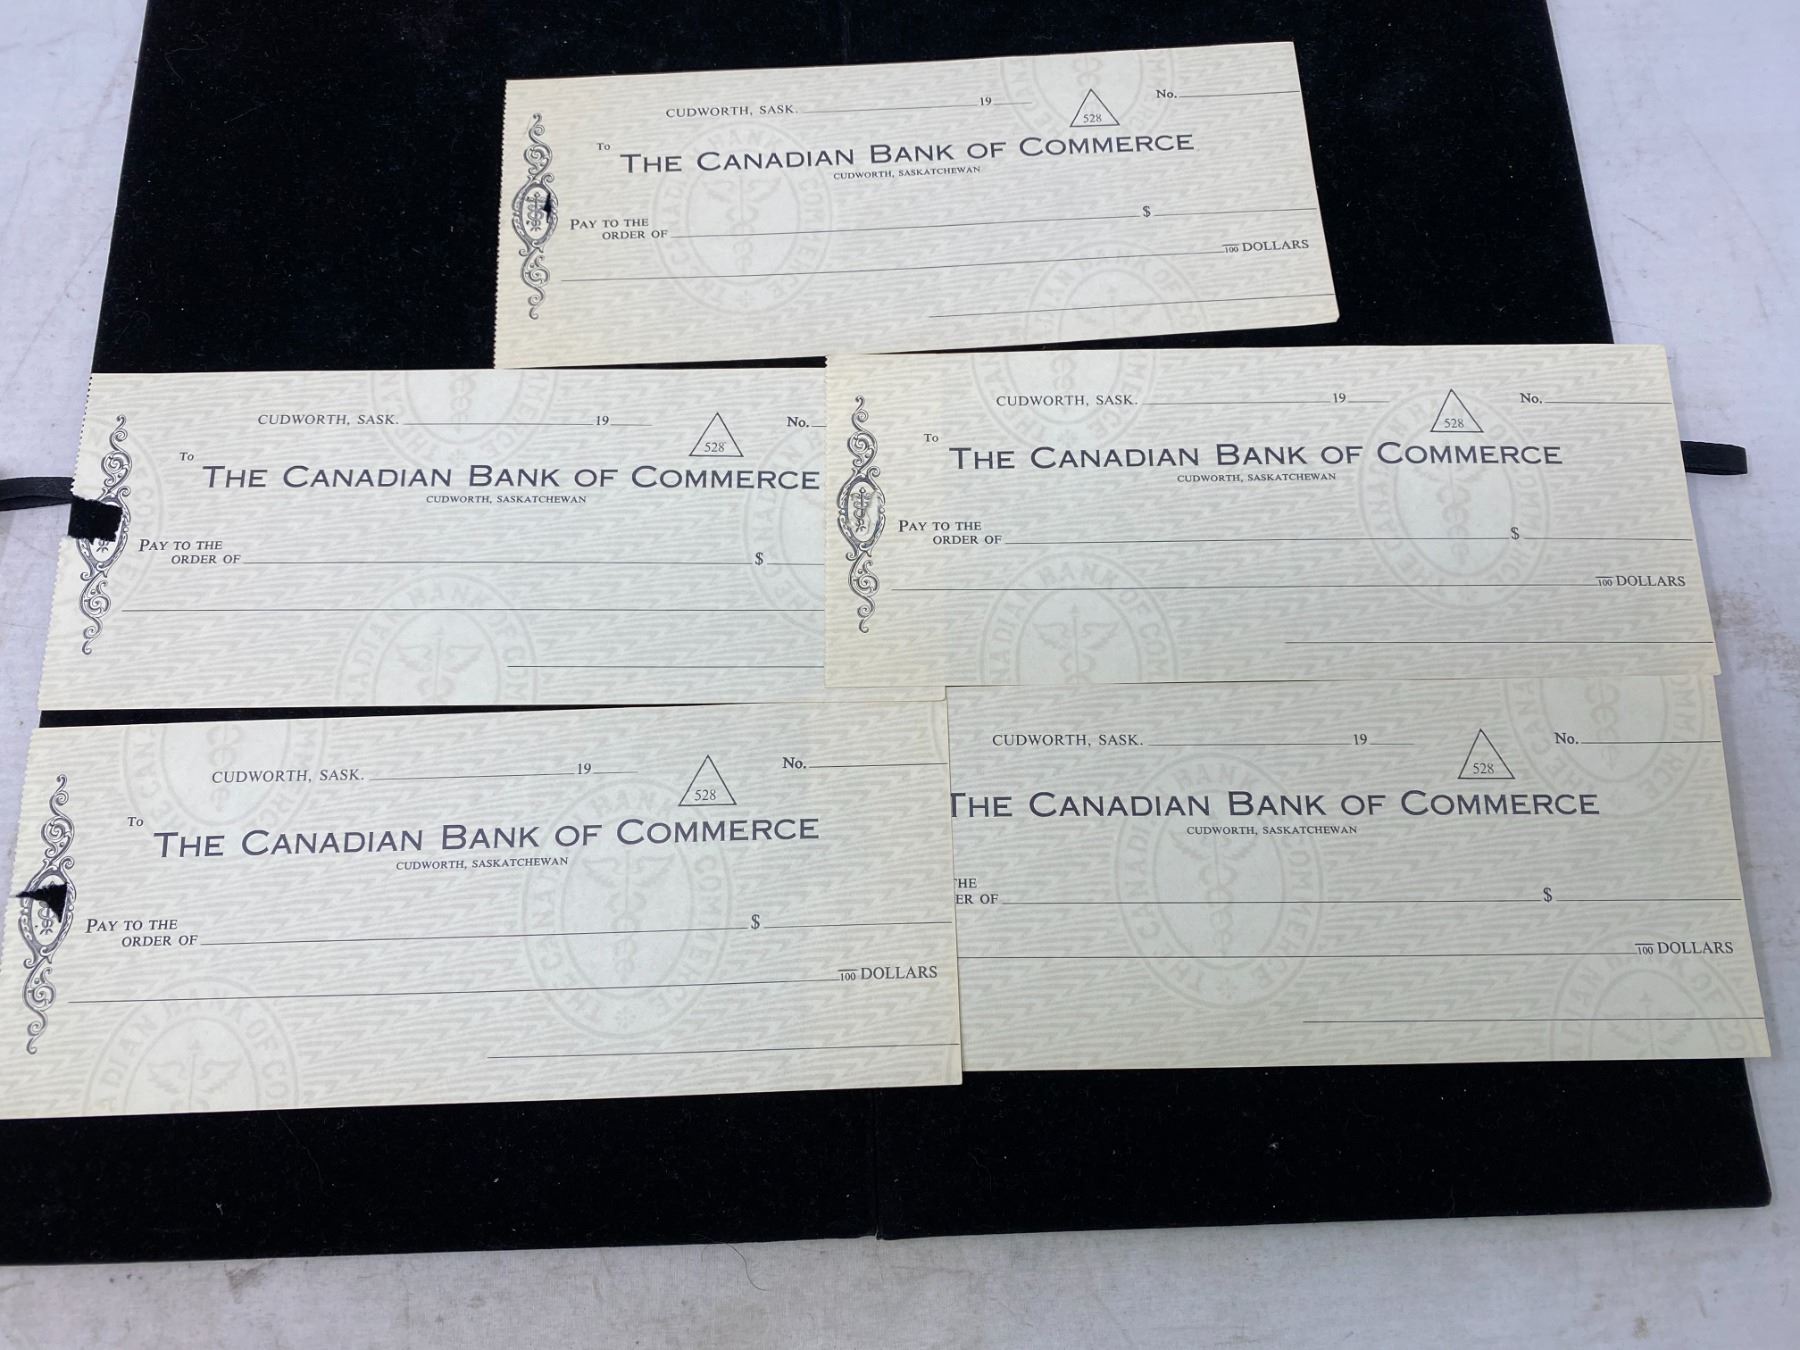 CUDWORTH, SASK. 19 528 No.
To THE CANADIAN BANK OF COMMERCE
CUDWORTH, SASKATCHEWAN
PAY TO THE
ORDER OF $
100 DOLLARS
CUDWORTH, SASK. 19 528 No.
To THE CANADIAN BANK OF COMMERCE
CUDWORTH, SASKATCHEWAN
PAY TO THE
ORDER OF $
CUDWORTH, SASK. 19 528 No.
To THE CANADIAN BANK OF COMMERCE
CUDWORTH, SASKATCHEWAN
PAY TO THE
ORDER OF $
100 DOLLARS
CUDWORTH, SASK. 19 528 No.
To THE CANADIAN BANK OF COMMERCE
CUDWORTH, SASKATCHEWAN
PAY TO THE
ORDER OF $
100 DOLLARS
CUDWORTH, SASK. 19 528 No.
THE CANADIAN BANK OF COMMERCE
CUDWORTH, SASKATCHEWAN
HE
ER OF $
100 DOLLARS